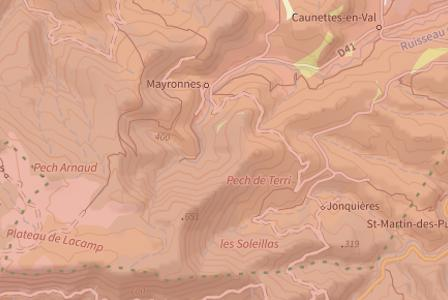 Caunettes-en-Val
D41
Ruisseau
Mayronnes
400
Pech Arnaud
Pech de Terri
651
Jonquières
St-Martin-des-Pu
Plateau de Lacamp
les Soleillas
319